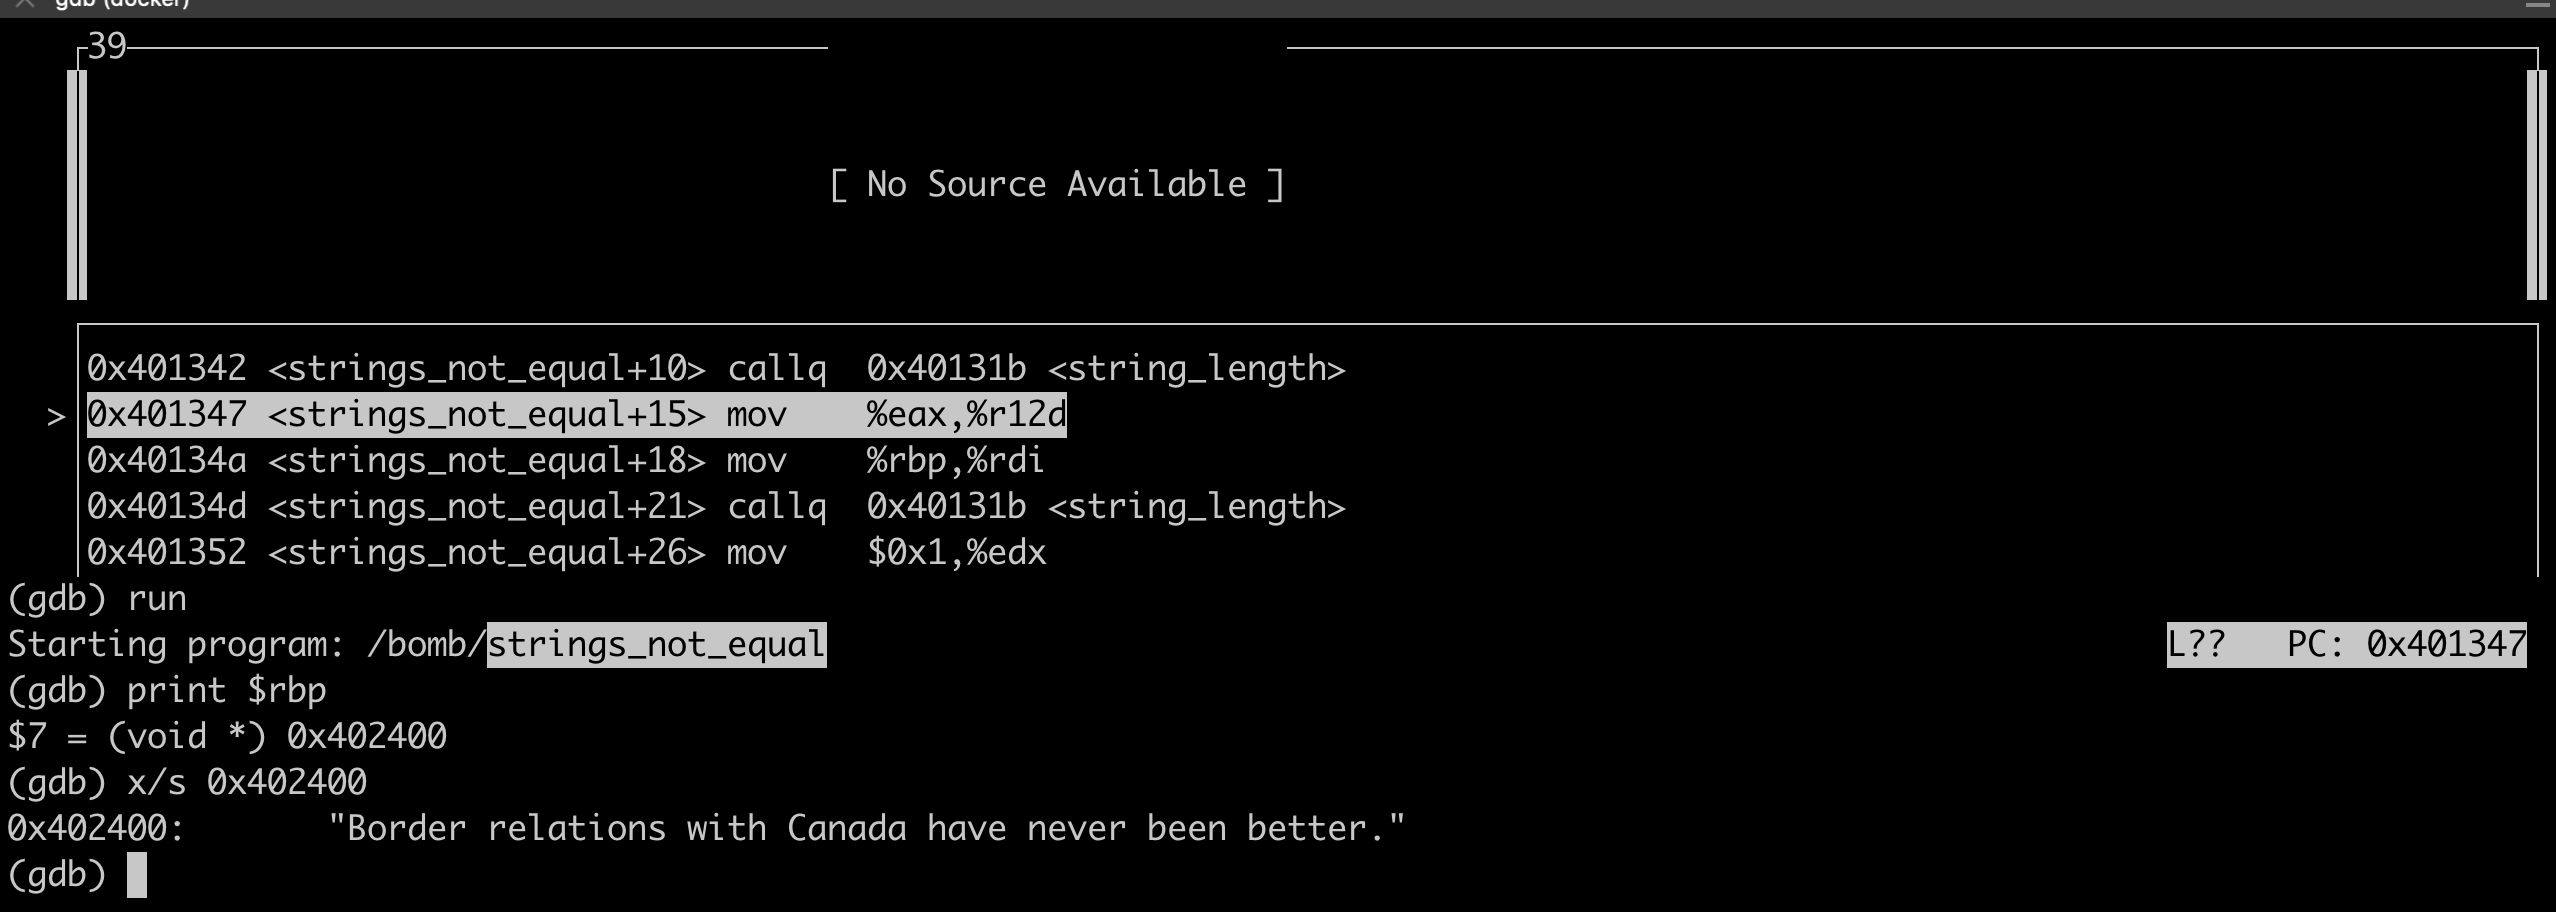 gdb (docker)
39
[ No Source Available ]
0x401342 <strings_not_equal+10> callq  0x40131b <string_length>
> 0x401347 <strings_not_equal+15> mov    %eax,%r12d
0x40134a <strings_not_equal+18> mov    %rbp,%rdi
0x40134d <strings_not_equal+21> callq  0x40131b <string_length>
0x401352 <strings_not_equal+26> mov    $0x1,%edx
(gdb) run
Starting program: /bomb/strings_not_equal L??   PC: 0x401347
(gdb) print $rbp
$7 = (void *) 0x402400
(gdb) x/s 0x402400
0x402400:       "Border relations with Canada have never been better."
(gdb)